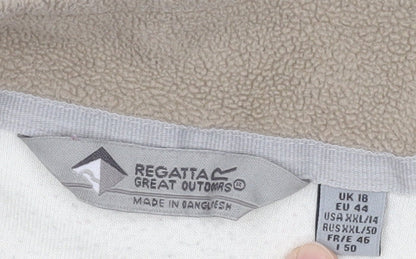 REGATTA
GREAT OUTDOORS
MADE IN BANGLADESH
UK 18
EU 44
USA XXL/14
RUS XXL/50
FR/E 46
I 50